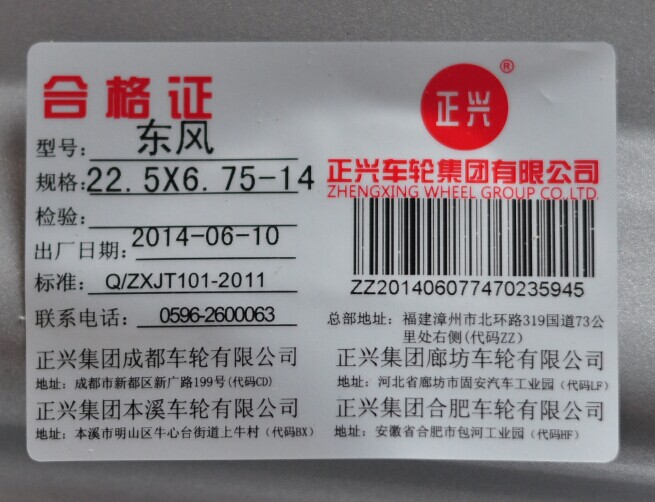 合格证
型号: 东风
规格: 22.5X6.75-14
检验:
出厂日期: 2014-06-10
标准: Q/ZXJT101-2011
联系电话: 0596-2600063
正兴®
正兴车轮集团有限公司
ZHENGXING WHEEL GROUP CO.,LTD.
ZZ201406077470235945
总部地址: 福建漳州市北环路319国道73公
里处右侧(代码ZZ)
正兴集团成都车轮有限公司
地址: 成都市新都区新广路199号(代码CD)
正兴集团廊坊车轮有限公司
地址: 河北省廊坊市固安汽车工业园(代码LF)
正兴集团本溪车轮有限公司
地址: 本溪市明山区牛心台街道上牛村(代码BX)
正兴集团合肥车轮有限公司
地址: 安徽省合肥市包河工业园(代码HF)